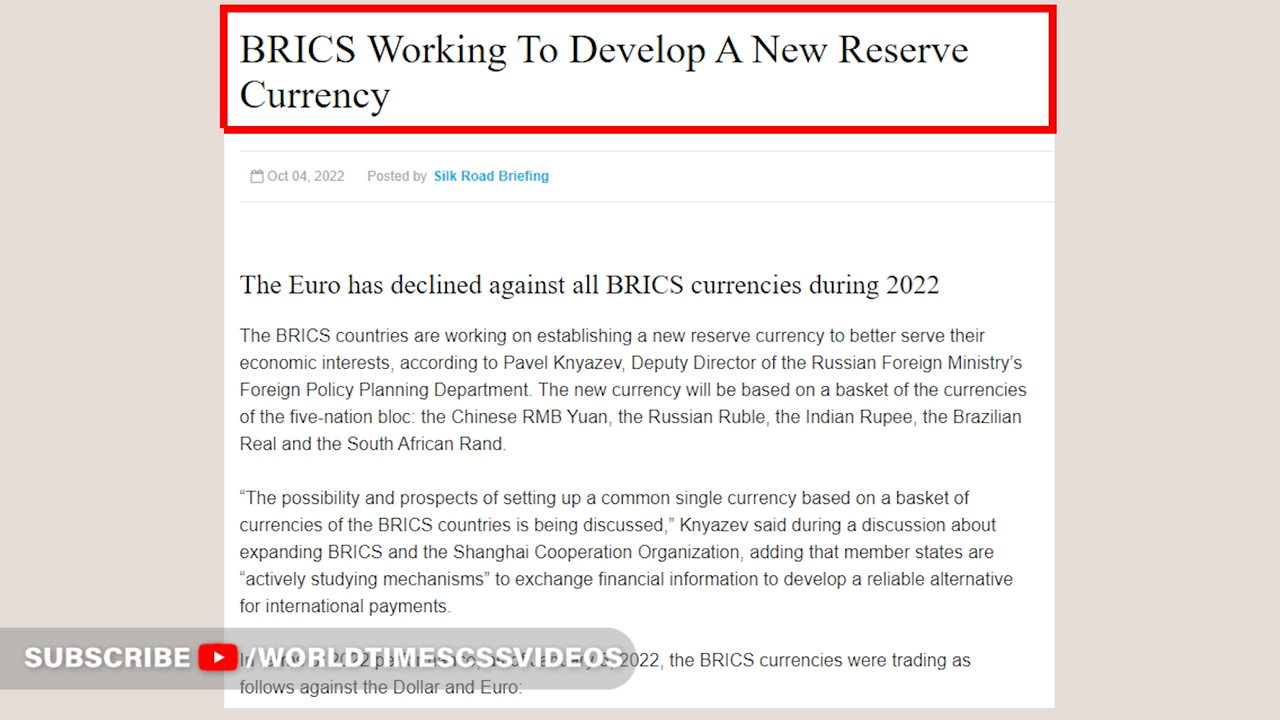 BRICS Working To Develop A New Reserve
Currency
Oct 04, 2022 Posted by Silk Road Briefing
The Euro has declined against all BRICS currencies during 2022
The BRICS countries are working on establishing a new reserve currency to better serve their
economic interests, according to Pavel Knyazev, Deputy Director of the Russian Foreign Ministry’s
Foreign Policy Planning Department. The new currency will be based on a basket of the currencies
of the five-nation bloc: the Chinese RMB Yuan, the Russian Ruble, the Indian Rupee, the Brazilian
Real and the South African Rand.
“The possibility and prospects of setting up a common single currency based on a basket of
currencies of the BRICS countries is being discussed,” Knyazev said during a discussion about
expanding BRICS and the Shanghai Cooperation Organization, adding that member states are
“actively studying mechanisms” to exchange financial information to develop a reliable alternative
for international payments.
2022, the BRICS currencies were trading as
SUBSCRIBE /WORLDTIMESCSSVIDEOS
follows against the Dollar and Euro: